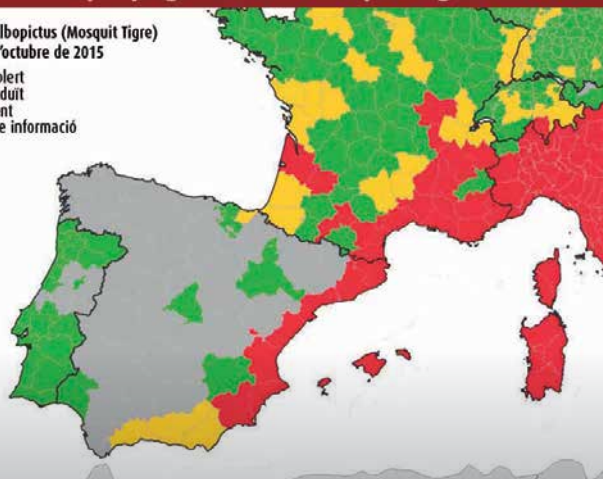 lbopictus (Mosquit Tigre)
'octubre de 2015
olert
duït
nt
e informació